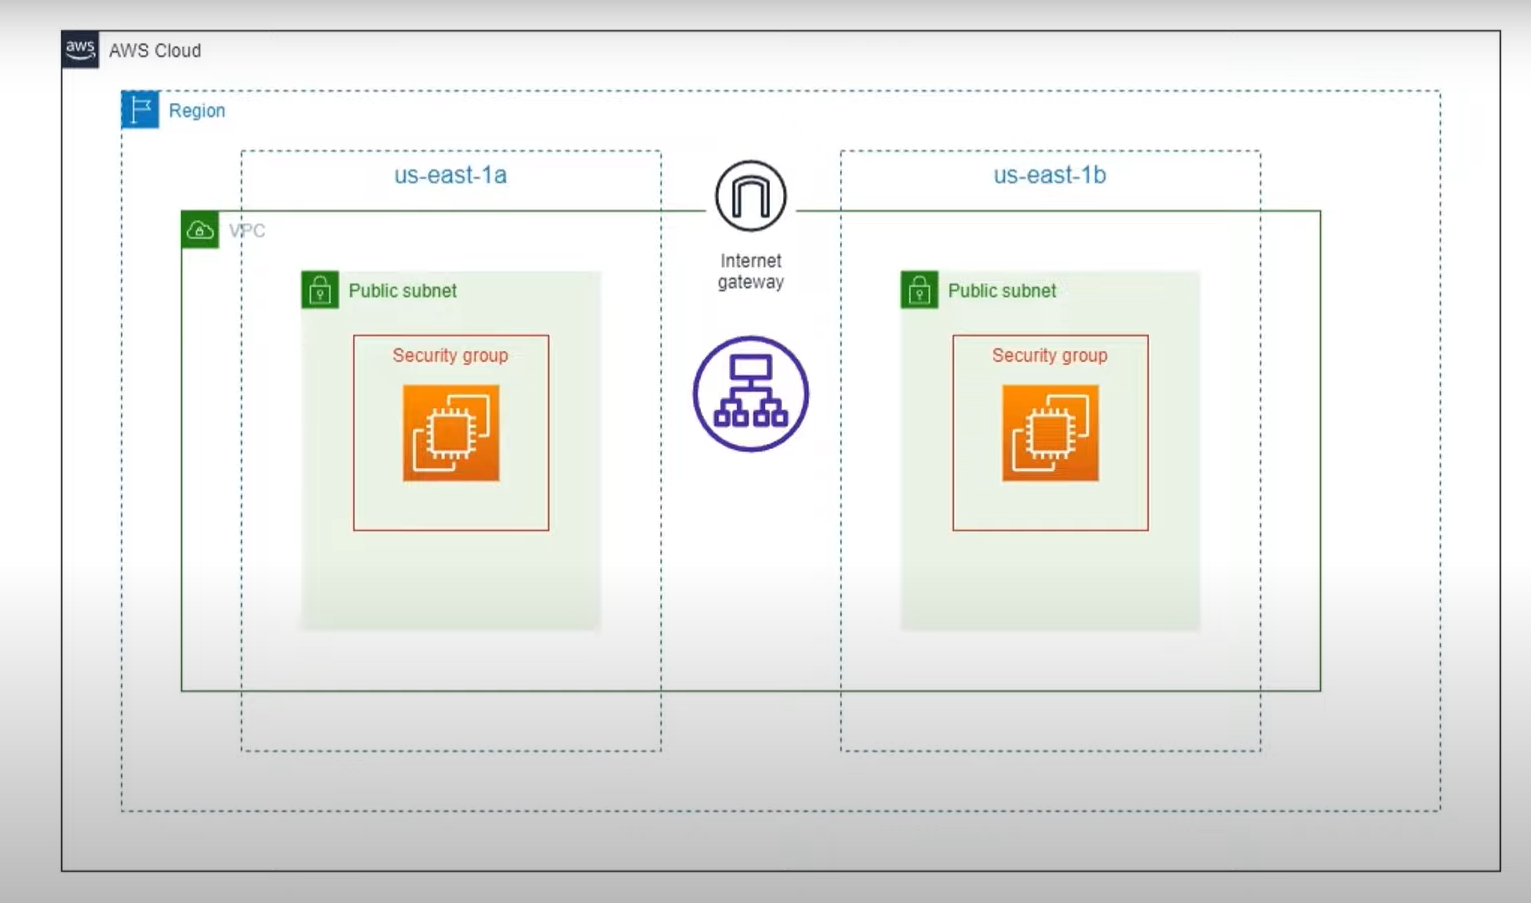 aws
AWS Cloud
Region
us-east-1a
us-east-1b
VPC
Internet
gateway
Public subnet
Security group
Public subnet
Security group